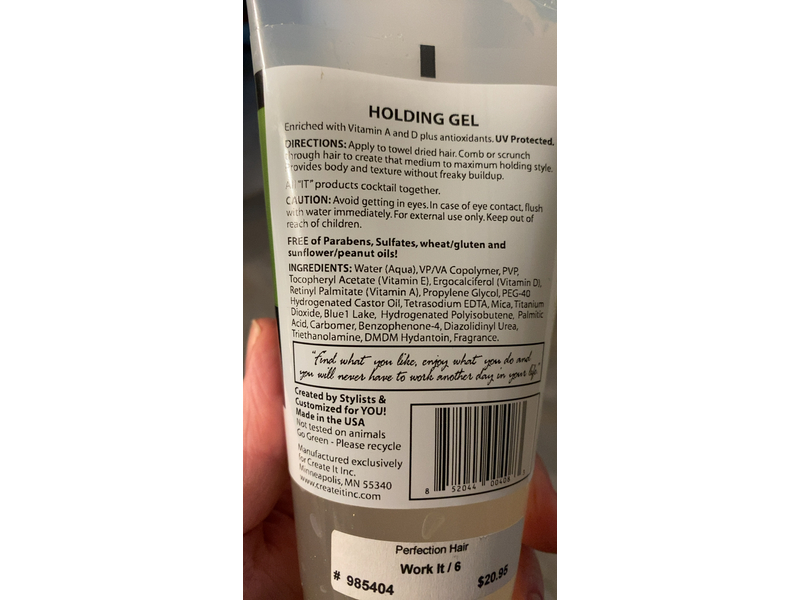 HOLDING GEL
Enriched with Vitamin A and D plus antioxidants. UV Protected.
DIRECTIONS: Apply to towel dried hair. Comb or scrunch
through hair to create that medium to maximum holding style.
Provides body and texture without freaky buildup.
All "IT" products cocktail together.
CAUTION: Avoid getting in eyes. In case of eye contact, flush
with water immediately. For external use only. Keep out of
reach of children.
FREE of Parabens, Sulfates, wheat/gluten and
sunflower/peanut oils!
INGREDIENTS: Water (Aqua), VP/VA Copolymer, PVP,
Tocopheryl Acetate (Vitamin E), Ergocalciferol (Vitamin D),
Retinyl Palmitate (Vitamin A), Propylene Glycol, PEG-40
Hydrogenated Castor Oil, Tetrasodium EDTA, Mica, Titanium
Dioxide, Blue1 Lake, Hydrogenated Polyisobutene, Palmitic
Acid, Carbomer, Benzophenone-4, Diazolidinyl Urea,
Triethanolamine, DMDM Hydantoin, Fragrance.
"Find what you like, enjoy what you do and
you will never have to work another day in your life"
Created by Stylists &
Customized for YOU!
Made in the USA
Not tested on animals
Go Green - Please recycle
Manufactured exclusively
for Create It Inc.
Minneapolis, MN 55340
www.createitinc.com
8 52044 00406 5
Perfection Hair
Work It / 6
# 985404 $20.95